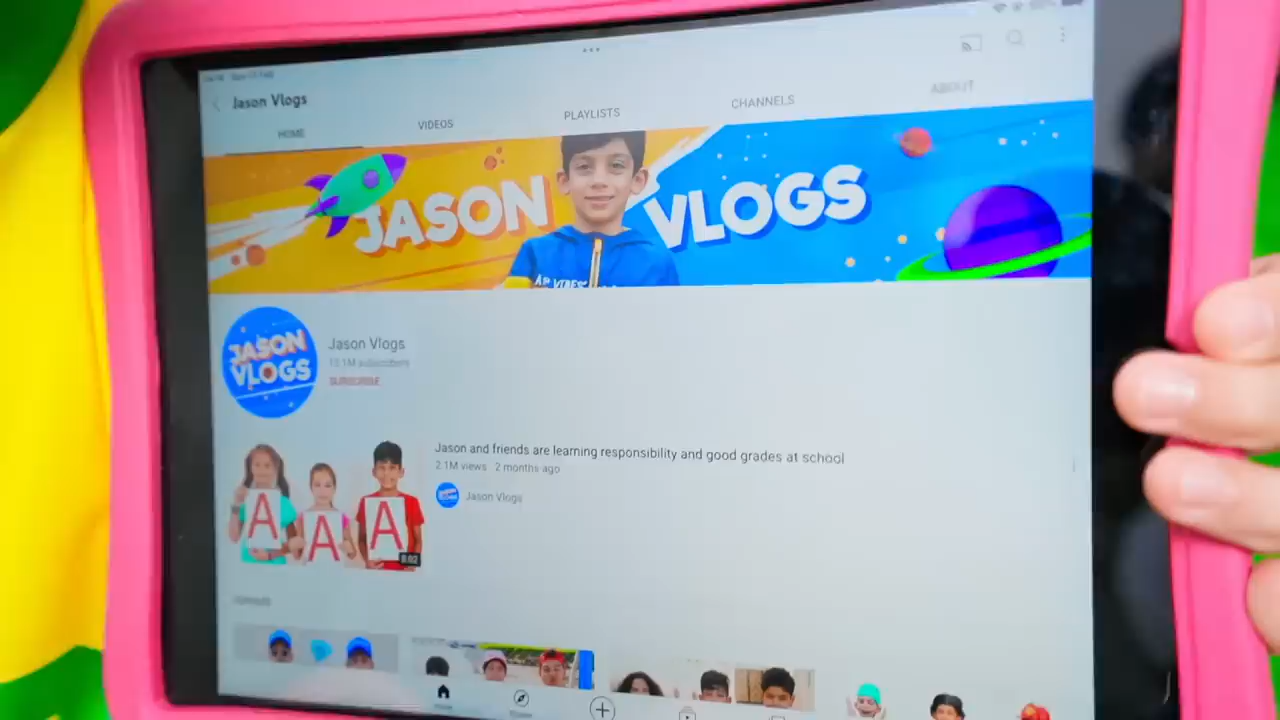 Jason Vlogs
HOME
VIDEOS
PLAYLISTS
CHANNELS
ABOUT
JASON VLOGS
JASON
VLOGS
Jason Vlogs
SUBSCRIBE
A A A
Jason and friends are learning responsibility and good grades at school
2.1M views · 2 months ago
Jason Vlogs
Home